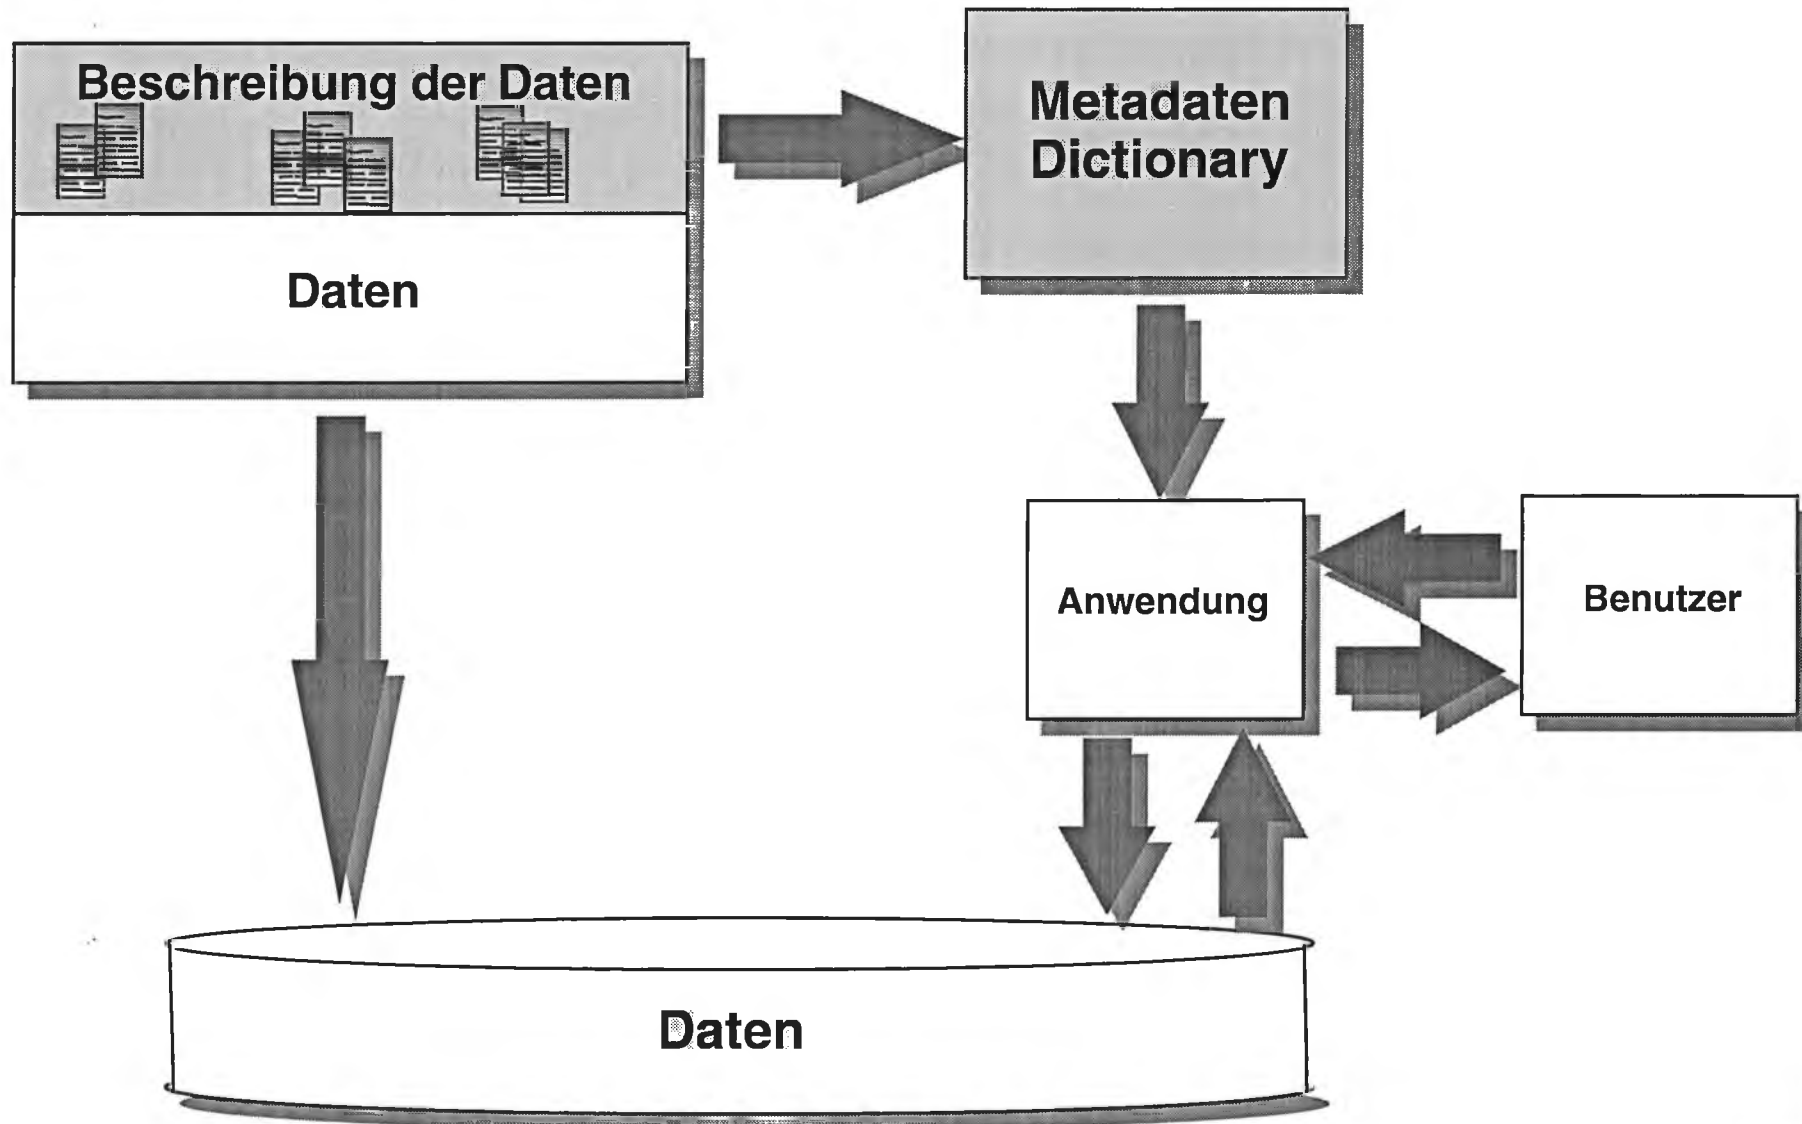 Beschreibung der Daten
Daten
Metadaten
Dictionary
Anwendung
Benutzer
Daten